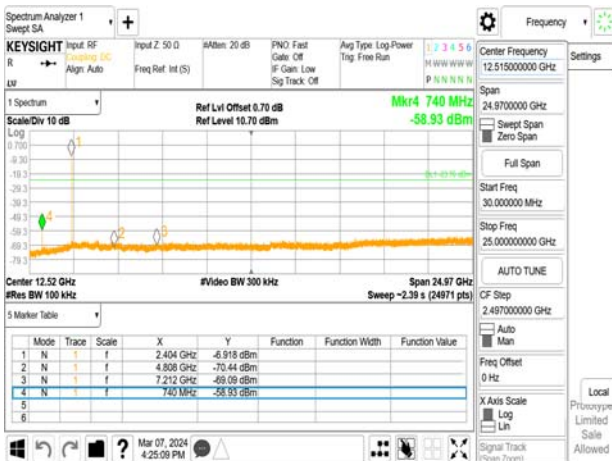 Spectrum Analyzer 1
Swept SA
Frequency
KEYSIGHT
R
Input: RF
Coupling: DC
Align: Auto
Input Z: 50 Ω
Freq Ref: Int (S)
#Atten: 20 dB
PNO: Fast
Gate: Off
IF Gain: Low
Sig Track: Off
Avg Type: Log-Power
Trig: Free Run
1 2 3 4 5 6
M W W W W W
P N N N N N
1 Spectrum
Scale/Div 10 dB
Ref Lvl Offset 0.70 dB
Ref Level 10.70 dBm
Mkr4 740 MHz
-58.93 dBm
Log
0.700
-9.30
-19.3
-29.3
-39.3
-49.3
-59.3
-69.3
-79.3
1
2
3
4
Center 12.52 GHz
#Res BW 100 kHz
#Video BW 300 kHz
Span 24.97 GHz
Sweep ~2.39 s (24971 pts)
5 Marker Table
Mode Trace Scale X Y Function Function Width Function Value
1 N 1 f 2.404 GHz -6.918 dBm
2 N 1 f 4.808 GHz -70.44 dBm
3 N 1 f 7.212 GHz -69.09 dBm
4 N 1 f 740 MHz -58.93 dBm
5
6
Mar 07, 2024
4:25:09 PM
Center Frequency
12.515000000 GHz
Span
24.9700000 GHz
Swept Span
Zero Span
Full Span
Start Freq
30.000000 MHz
Stop Freq
25.000000000 GHz
AUTO TUNE
CF Step
2.497000000 GHz
Auto
Man
Freq Offset
0 Hz
X Axis Scale
Log
Lin
Signal Track
(Span Zoom)
Settings
Local
Prototype
Limited
Sale
Allowed